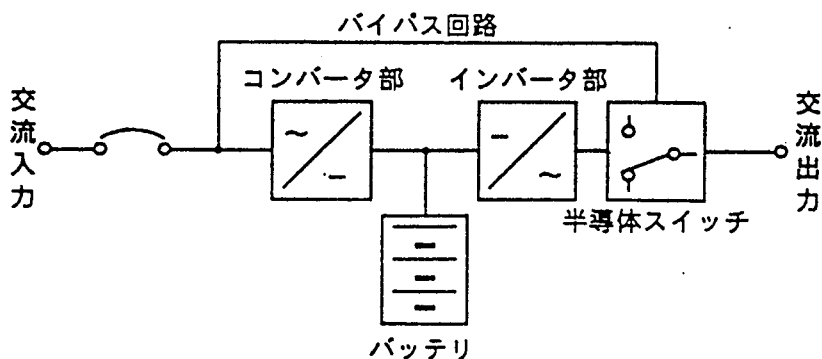 バイパス回路
コンバータ部
インバータ部
交流入力
交流出力
半導体スイッチ
バッテリ